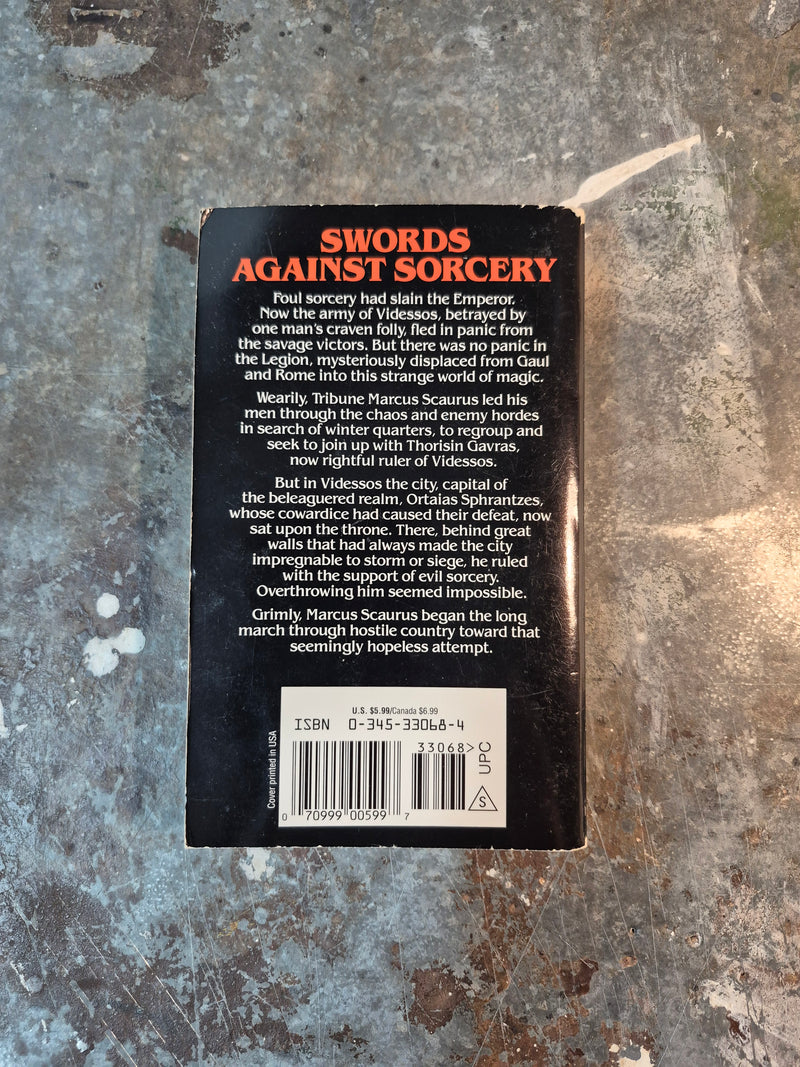 SWORDS
AGAINST SORCERY
Foul sorcery had slain the Emperor.
Now the army of Videssos, betrayed by
one man's craven folly, fled in panic from
the savage victors. But there was no panic in
the Legion, mysteriously displaced from Gaul
and Rome into this strange world of magic.
Wearily, Tribune Marcus Scaurus led his
men through the chaos and enemy hordes
in search of winter quarters, to regroup and
seek to join up with Thorisin Gavras,
now rightful ruler of Videssos.
But in Videssos the city, capital of
the beleaguered realm, Ortaias Sphrantzes,
whose cowardice had caused their defeat, now
sat upon the throne. There, behind great
walls that had always made the city
impregnable to storm or siege, he ruled
with the support of evil sorcery.
Overthrowing him seemed impossible.
Grimly, Marcus Scaurus began the long
march through hostile country toward that
seemingly hopeless attempt.
U.S. $5.99/Canada $6.99
ISBN 0-345-33068-4
33068>
UPC
S
0 70999 00599 7
Cover printed in USA